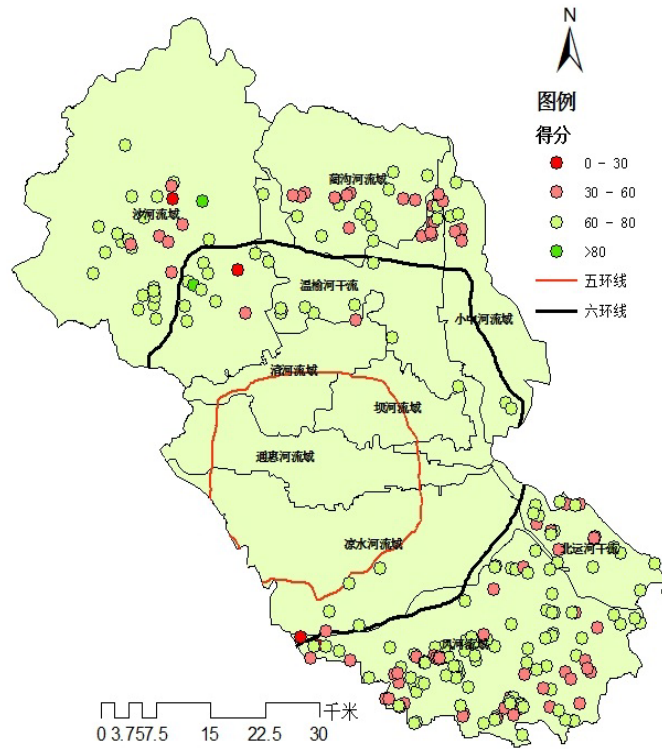 N
图例
得分
0 - 30
30 - 60
60 - 80
>80
五环线
六环线
蔺沟河流域
沙河流域
温榆河干流
小中河流域
清河流域
坝河流域
通惠河流域
凉水河流域
北运河干流
凤河流域
千米
0 3.757.5 15 22.5 30